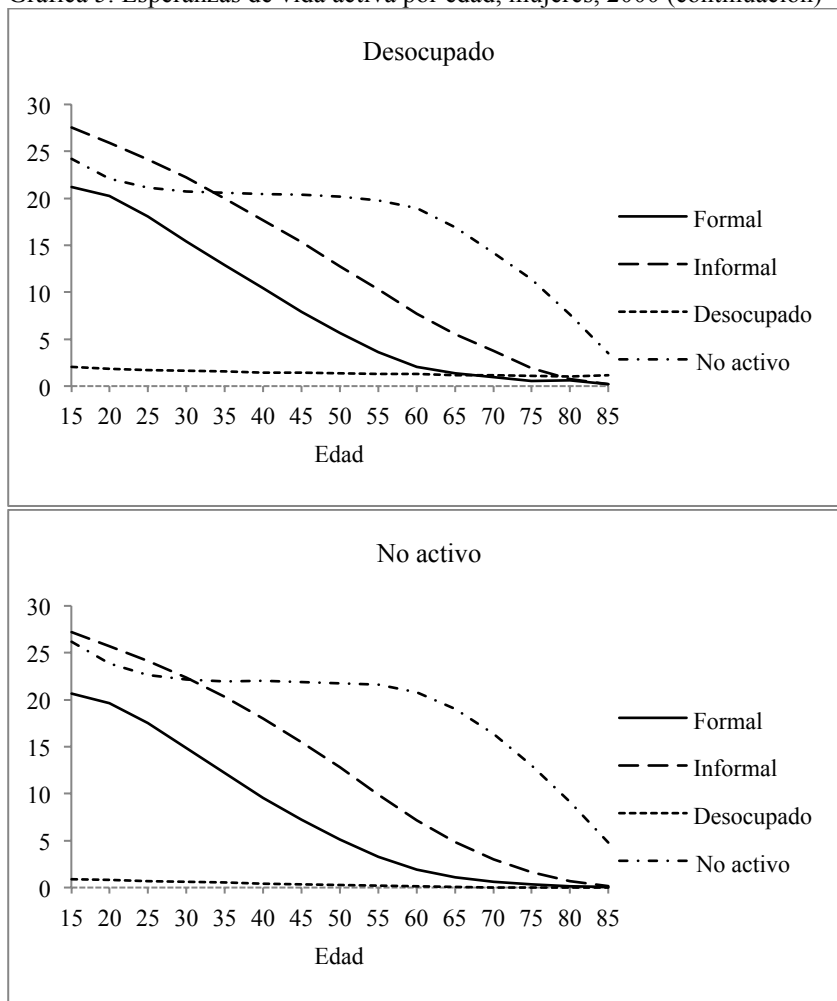 Gráfica 5. Esperanzas de vida activa por edad, mujeres, 2000 (continuación)
Desocupado
30
25
20
15
10
5
0
15 20 25 30 35 40 45 50 55 60 65 70 75 80 85
Edad
Formal
Informal
Desocupado
No activo
No activo
30
25
20
15
10
5
0
15 20 25 30 35 40 45 50 55 60 65 70 75 80 85
Edad
Formal
Informal
Desocupado
No activo